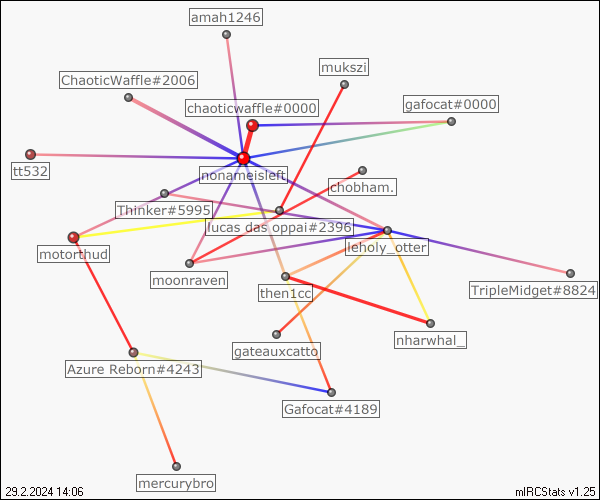 amah1246
mukszi
ChaoticWaffle#2006
chaoticwaffle#0000
gafocat#0000
tt532
nonameisleft
chobham.
Thinker#5995
lucas das oppai#2396
motorthud
leholy_otter
moonraven
then1cc
TripleMidget#8824
nharwhal_
gateauxcatto
Azure Reborn#4243
Gafocat#4189
mercurybro
29.2.2024 14:06
mIRCStats v1.25